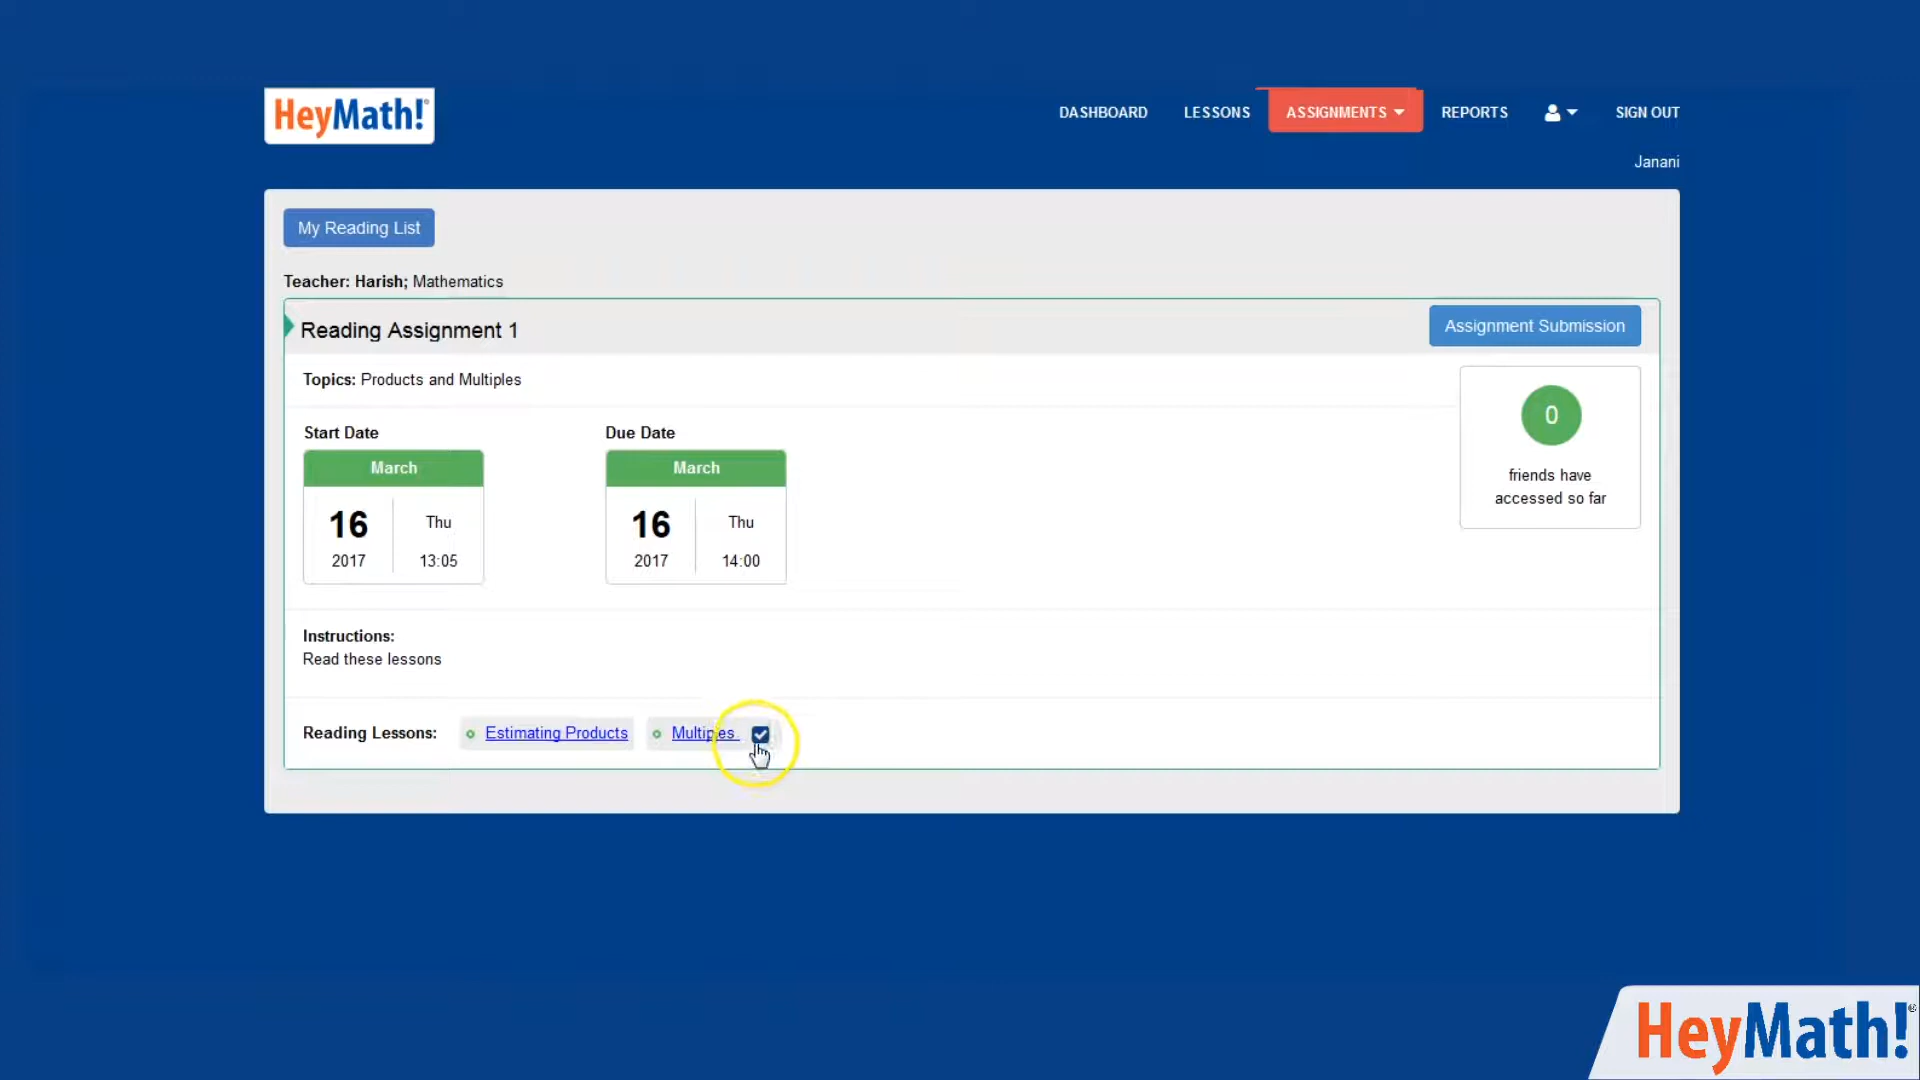 HeyMath!®
DASHBOARD
LESSONS
ASSIGNMENTS
REPORTS
SIGN OUT
Janani
My Reading List
Teacher: Harish; Mathematics
Reading Assignment 1
Assignment Submission
Topics: Products and Multiples
0
friends have
accessed so far
Start Date
March
16
2017
Thu
13:05
Due Date
March
16
2017
Thu
14:00
Instructions:
Read these lessons
Reading Lessons:
Estimating Products
Multiples
HeyMath!®